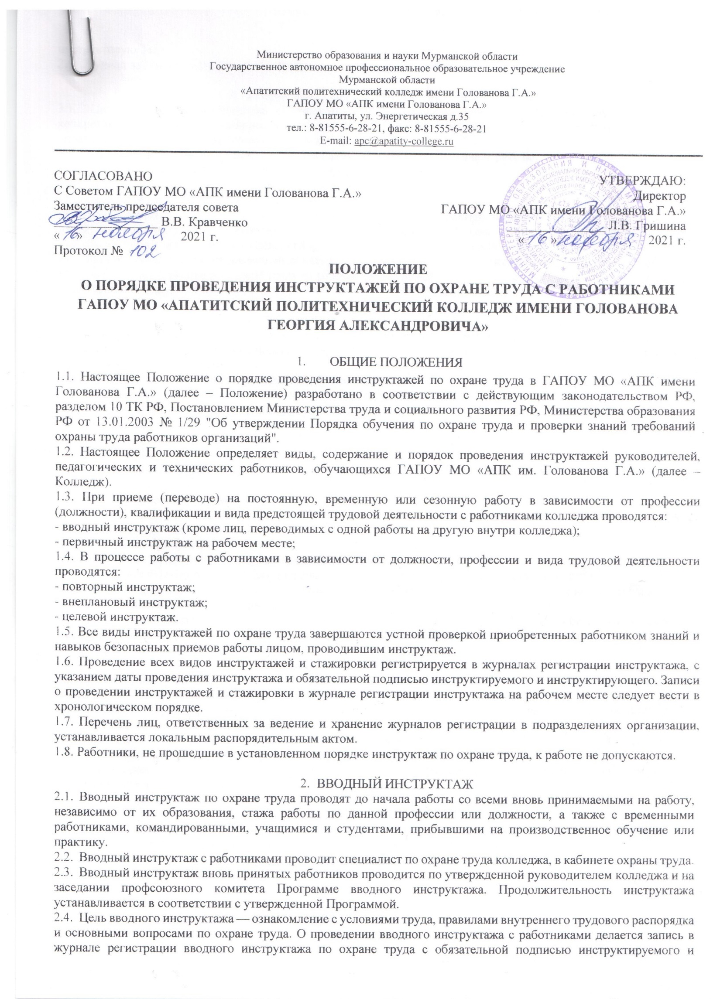 Министерство образования и науки Мурманской области
Государственное автономное профессиональное образовательное учреждение
Мурманской области
«Апатитский политехнический колледж имени Голованова Г.А.»
ГАПОУ МО «АПК имени Голованова Г.А.»
г. Апатиты, ул. Энергетическая д.35
тел.: 8-81555-6-28-21, факс: 8-81555-6-28-21
E-mail: apc@apatity-college.ru
СОГЛАСОВАНО
С Советом ГАПОУ МО «АПК имени Голованова Г.А.»
Заместитель председателя совета
В.В. Кравченко
«16» ноября 2021 г.
Протокол № 102
УТВЕРЖДАЮ:
Директор
ГАПОУ МО «АПК имени Голованова Г.А.»
Л.В. Гришина
«16» ноября 2021 г.
ПОЛОЖЕНИЕ
О ПОРЯДКЕ ПРОВЕДЕНИЯ ИНСТРУКТАЖЕЙ ПО ОХРАНЕ ТРУДА С РАБОТНИКАМИ
ГАПОУ МО «АПАТИТСКИЙ ПОЛИТЕХНИЧЕСКИЙ КОЛЛЕДЖ ИМЕНИ ГОЛОВАНОВА
ГЕОРГИЯ АЛЕКСАНДРОВИЧА»
1. ОБЩИЕ ПОЛОЖЕНИЯ
1.1. Настоящее Положение о порядке проведения инструктажей по охране труда в ГАПОУ МО «АПК имени
Голованова Г.А.» (далее – Положение) разработано в соответствии с действующим законодательством РФ,
разделом 10 ТК РФ, Постановлением Министерства труда и социального развития РФ, Министерства образования
РФ от 13.01.2003 № 1/29 "Об утверждении Порядка обучения по охране труда и проверки знаний требований
охраны труда работников организаций".
1.2. Настоящее Положение определяет виды, содержание и порядок проведения инструктажей руководителей,
педагогических и технических работников, обучающихся ГАПОУ МО «АПК им. Голованова Г.А.» (далее –
Колледж).
1.3. При приеме (переводе) на постоянную, временную или сезонную работу в зависимости от профессии
(должности), квалификации и вида предстоящей трудовой деятельности с работниками колледжа проводятся:
- вводный инструктаж (кроме лиц, переводимых с одной работы на другую внутри колледжа);
- первичный инструктаж на рабочем месте;
1.4. В процессе работы с работниками в зависимости от должности, профессии и вида трудовой деятельности
проводятся:
- повторный инструктаж;
- внеплановый инструктаж;
- целевой инструктаж.
1.5. Все виды инструктажей по охране труда завершаются устной проверкой приобретенных работником знаний и
навыков безопасных приемов работы лицом, проводившим инструктаж.
1.6. Проведение всех видов инструктажей и стажировки регистрируется в журналах регистрации инструктажа, с
указанием даты проведения инструктажа и обязательной подписью инструктируемого и инструктирующего. Записи
о проведении инструктажей и стажировки в журнале регистрации инструктажа на рабочем месте следует вести в
хронологическом порядке.
1.7. Перечень лиц, ответственных за ведение и хранение журналов регистрации в подразделениях организации,
устанавливается локальным распорядительным актом.
1.8. Работники, не прошедшие в установленном порядке инструктаж по охране труда, к работе не допускаются.
2. ВВОДНЫЙ ИНСТРУКТАЖ
2.1. Вводный инструктаж по охране труда проводят до начала работы со всеми вновь принимаемыми на работу,
независимо от их образования, стажа работы по данной профессии или должности, а также с временными
работниками, командированными, учащимися и студентами, прибывшими на производственное обучение или
практику.
2.2. Вводный инструктаж с работниками проводит специалист по охране труда колледжа, в кабинете охраны труда.
2.3. Вводный инструктаж вновь принятых работников проводится по утвержденной руководителем колледжа и на
заседании профсоюзного комитета Программе вводного инструктажа. Продолжительность инструктажа
устанавливается в соответствии с утвержденной Программой.
2.4. Цель вводного инструктажа — ознакомление с условиями труда, правилами внутреннего трудового распорядка
и основными вопросами по охране труда. О проведении вводного инструктажа с работниками делается запись в
журнале регистрации вводного инструктажа по охране труда с обязательной подписью инструктируемого и